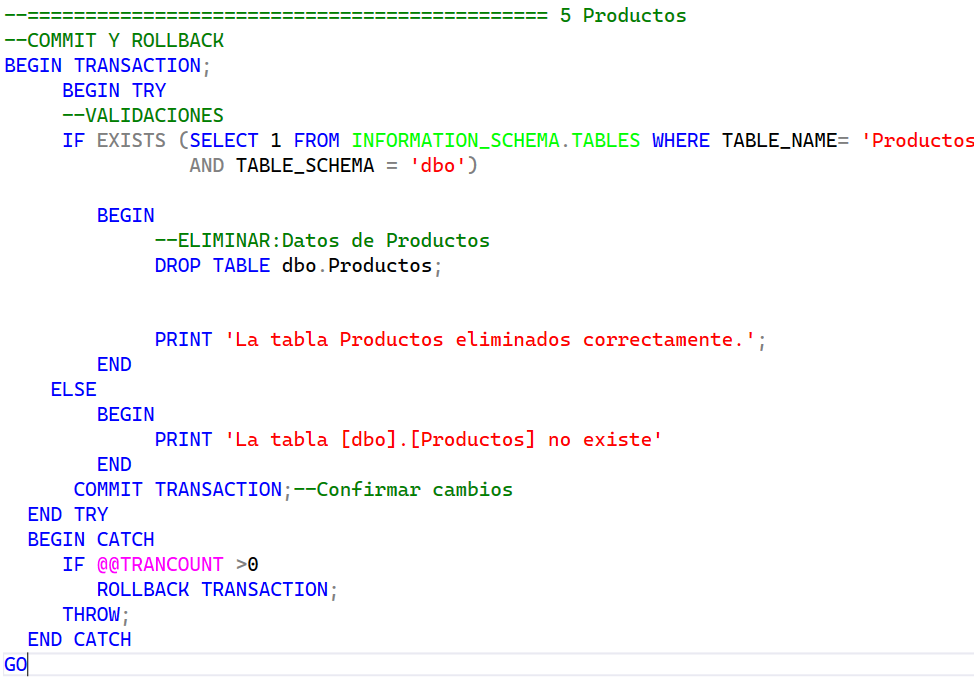 --============================================= 5 Productos
--COMMIT Y ROLLBACK
BEGIN TRANSACTION;
BEGIN TRY
--VALIDACIONES
IF EXISTS (SELECT 1 FROM INFORMATION_SCHEMA.TABLES WHERE TABLE_NAME= 'Productos
AND TABLE_SCHEMA = 'dbo')
BEGIN
--ELIMINAR:Datos de Productos
DROP TABLE dbo.Productos;
PRINT 'La tabla Productos eliminados correctamente.';
END
ELSE
BEGIN
PRINT 'La tabla [dbo].[Productos] no existe'
END
COMMIT TRANSACTION;--Confirmar cambios
END TRY
BEGIN CATCH
IF @@TRANCOUNT >0
ROLLBACK TRANSACTION;
THROW;
END CATCH
GO